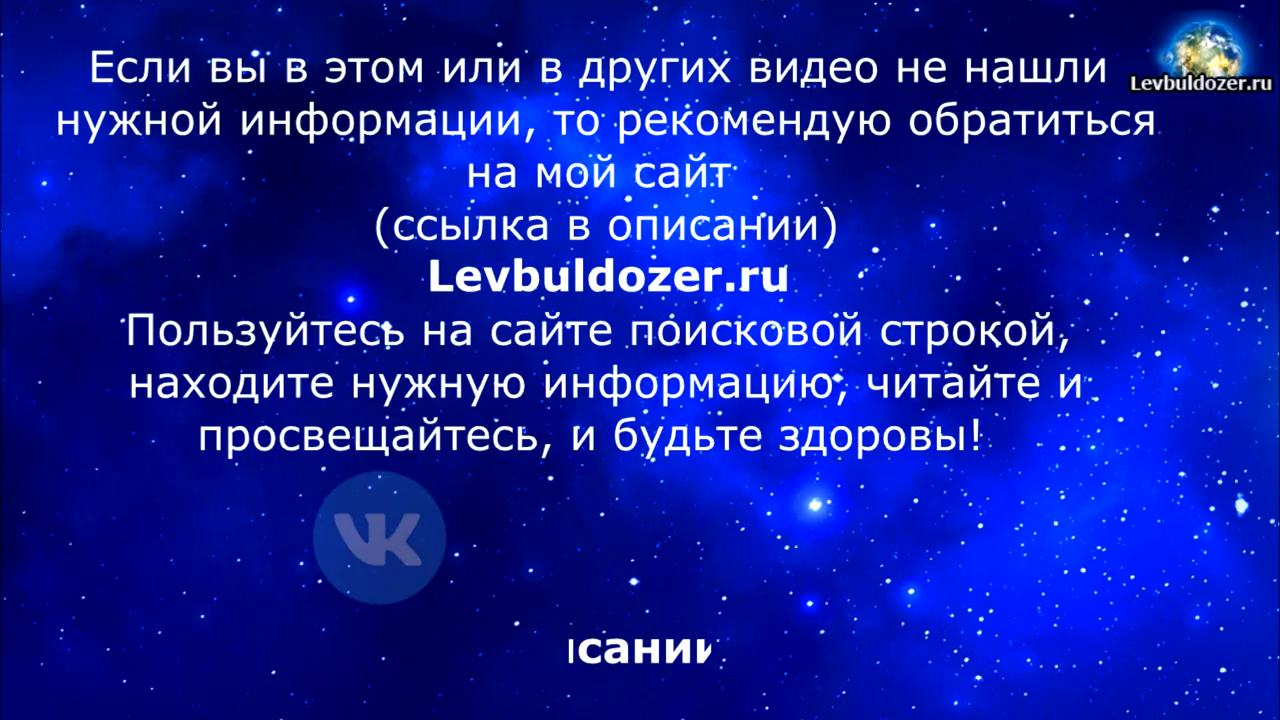 Levbuldozer.ru
Если вы в этом или в других видео не нашли
нужной информации, то рекомендую обратиться
на мой сайт
(ссылка в описании)
Levbuldozer.ru
Пользуйтесь на сайте поисковой строкой,
находите нужную информацию, читайте и
просвещайтесь, и будьте здоровы!
VK